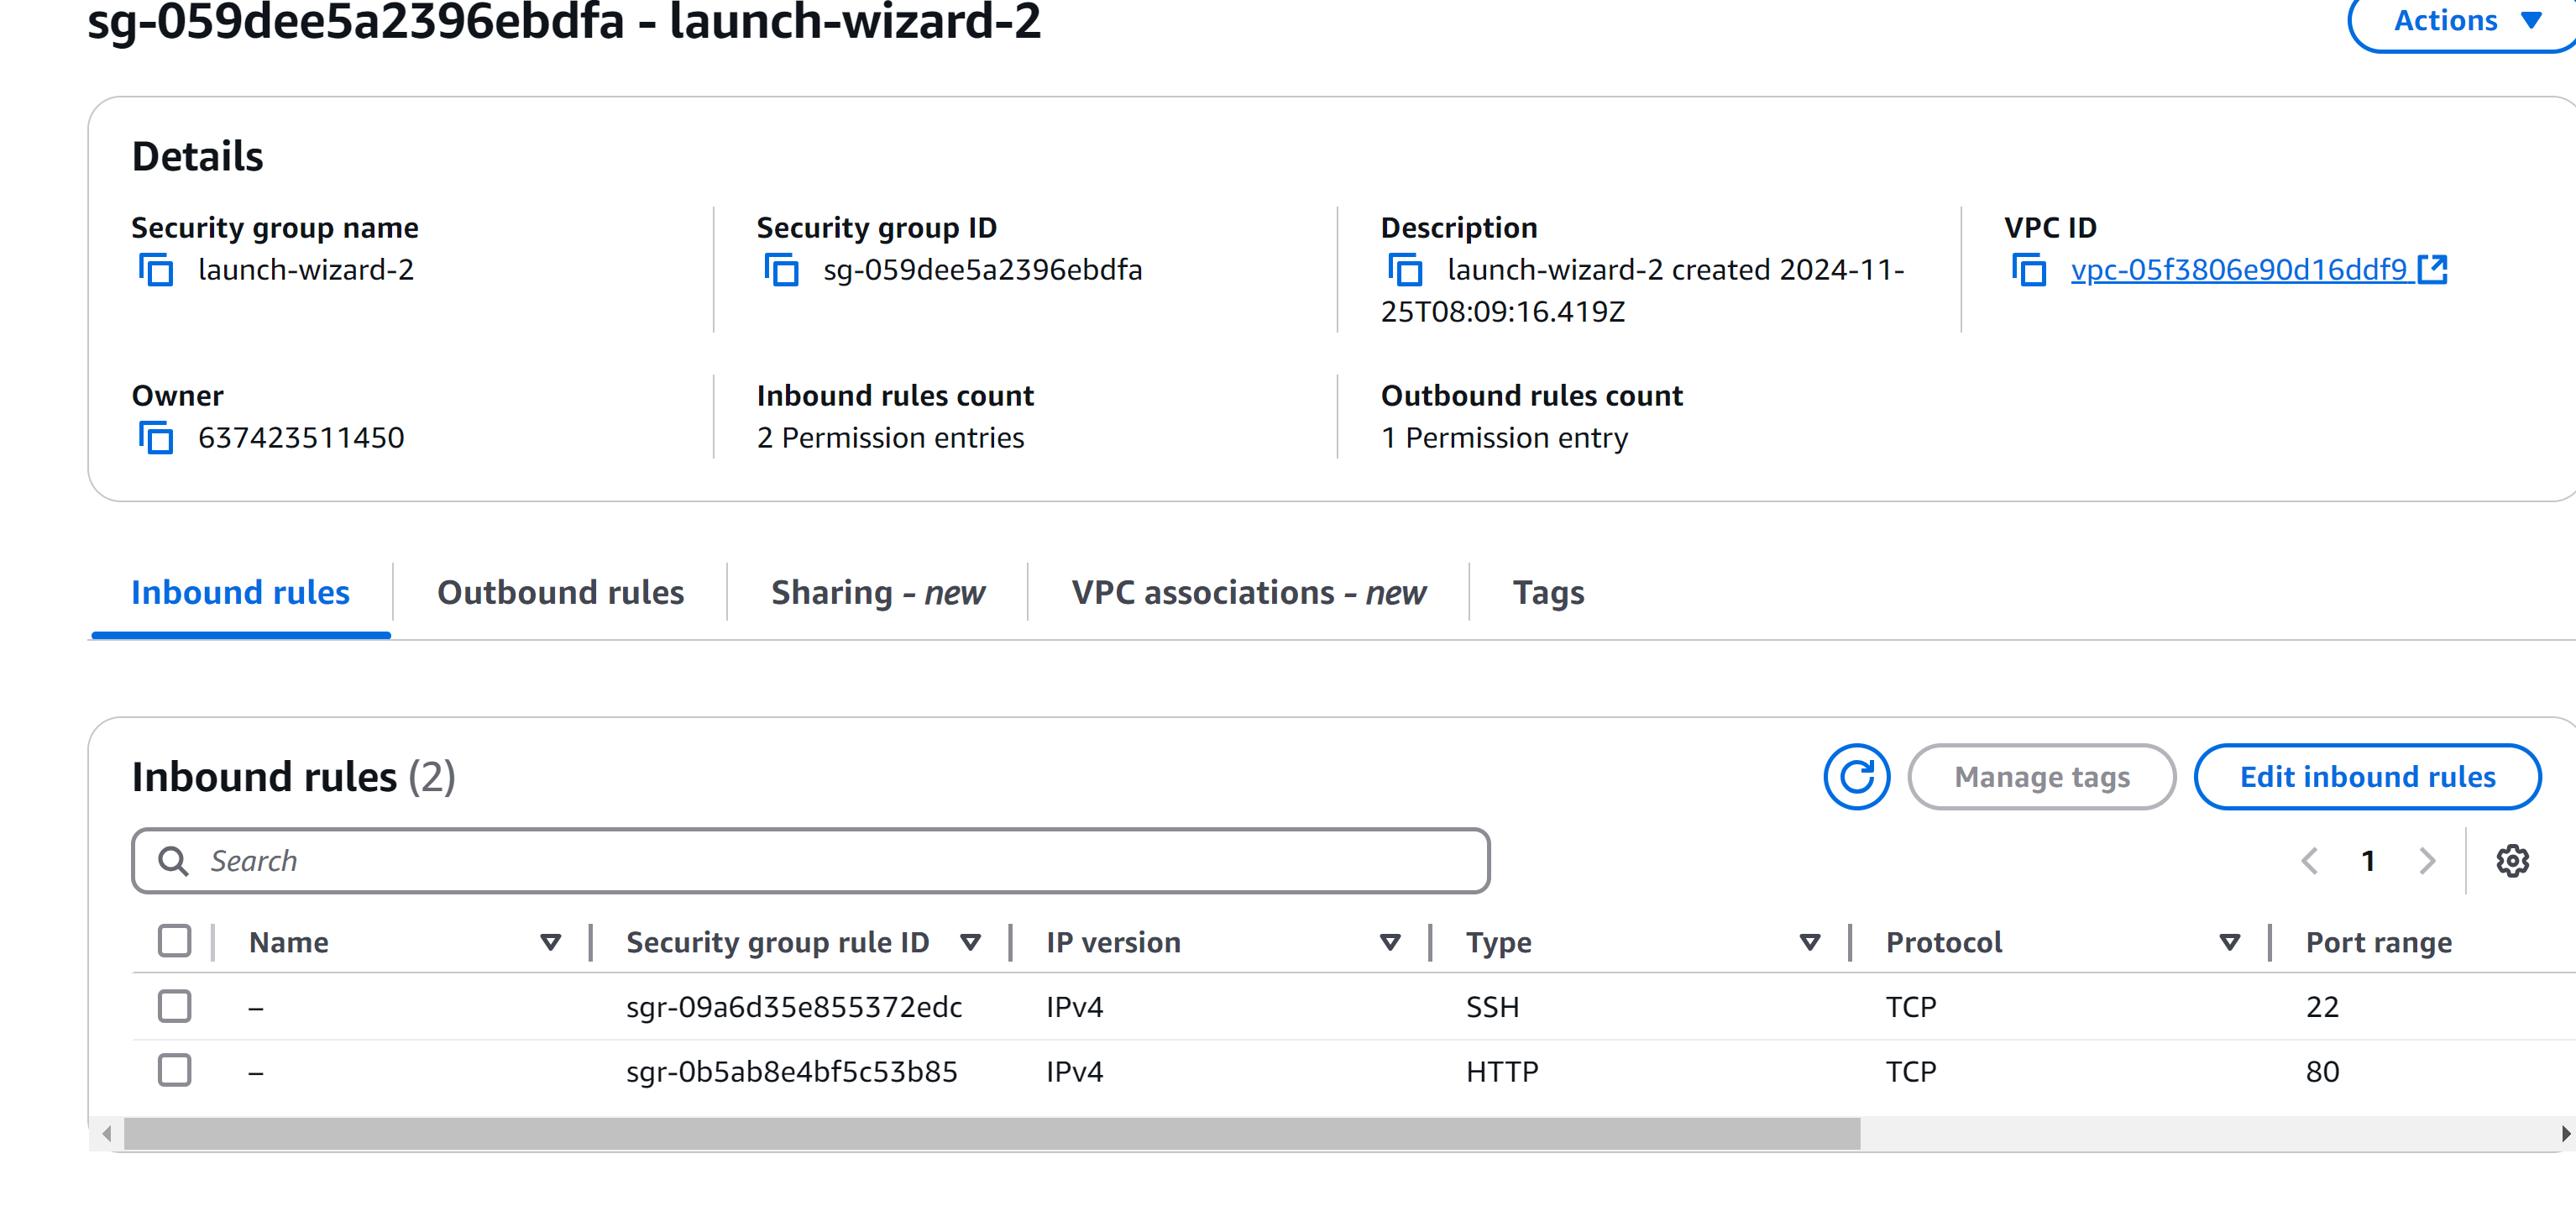 sg-059dee5a2396ebdfa - launch-wizard-2
Actions
Details
Security group name
launch-wizard-2
Security group ID
sg-059dee5a2396ebdfa
Description
launch-wizard-2 created 2024-11-
25T08:09:16.419Z
VPC ID
vpc-05f3806e90d16ddf9
Owner
637423511450
Inbound rules count
2 Permission entries
Outbound rules count
1 Permission entry
Inbound rules
Outbound rules
Sharing - new
VPC associations - new
Tags
Inbound rules (2)
Manage tags
Edit inbound rules
Search
1
Name Security group rule ID IP version Type Protocol Port range
– sgr-09a6d35e855372edc IPv4 SSH TCP 22
– sgr-0b5ab8e4bf5c53b85 IPv4 HTTP TCP 80